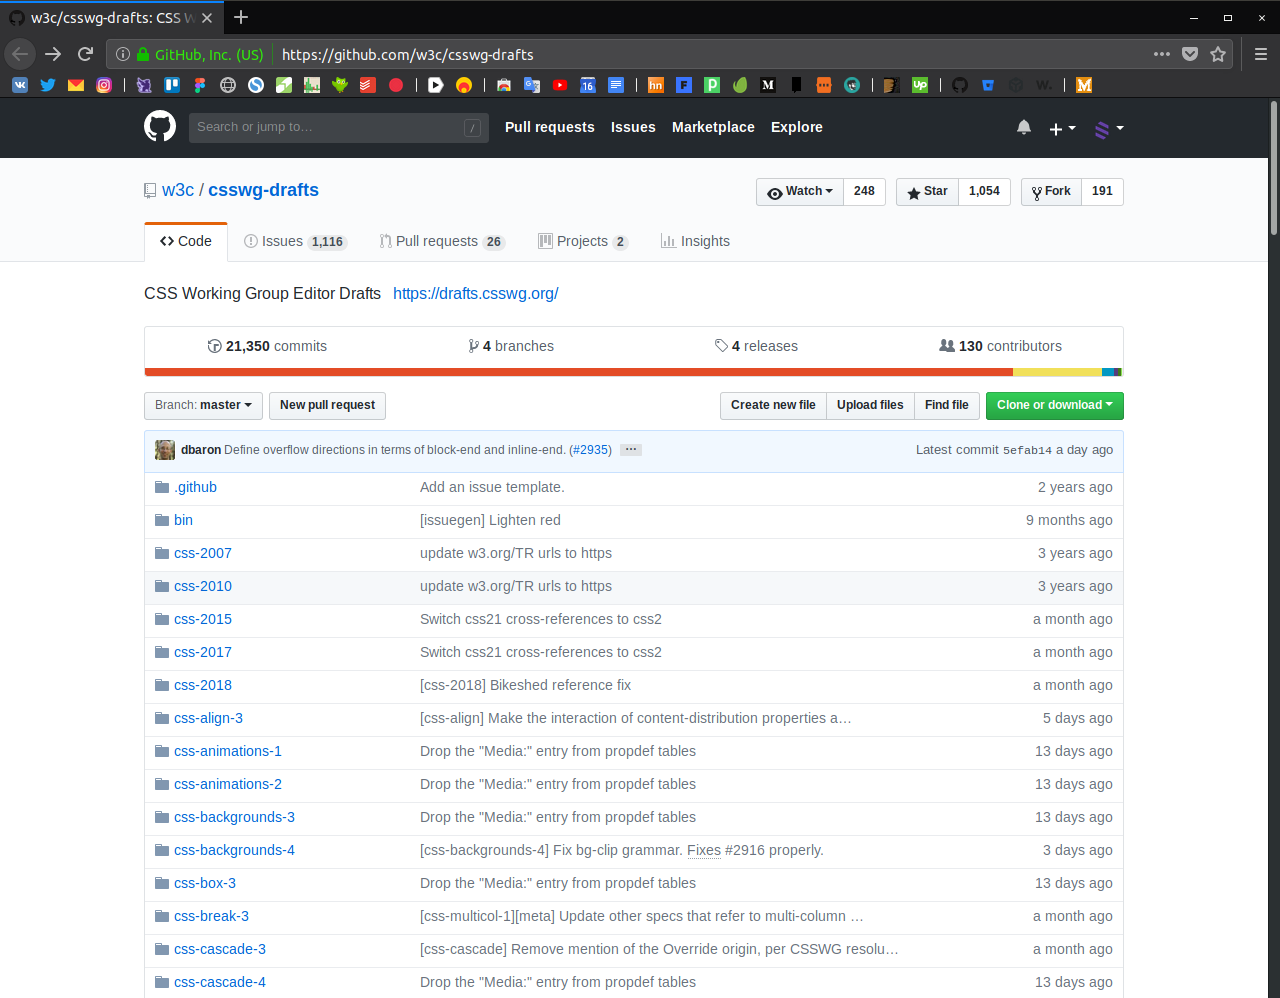 w3c/csswg-drafts: CSS W
GitHub, Inc. (US) https://github.com/w3c/csswg-drafts
Search or jump to… / Pull requests Issues Marketplace Explore
w3c / csswg-drafts Watch 248 Star 1,054 Fork 191
Code Issues 1,116 Pull requests 26 Projects 2 Insights
CSS Working Group Editor Drafts https://drafts.csswg.org/
21,350 commits 4 branches 4 releases 130 contributors
Branch: master New pull request Create new file Upload files Find file Clone or download
dbaron Define overflow directions in terms of block-end and inline-end. (#2935) … Latest commit 5efab14 a day ago
.github Add an issue template. 2 years ago
bin [issuegen] Lighten red 9 months ago
css-2007 update w3.org/TR urls to https 3 years ago
css-2010 update w3.org/TR urls to https 3 years ago
css-2015 Switch css21 cross-references to css2 a month ago
css-2017 Switch css21 cross-references to css2 a month ago
css-2018 [css-2018] Bikeshed reference fix a month ago
css-align-3 [css-align] Make the interaction of content-distribution properties a… 5 days ago
css-animations-1 Drop the "Media:" entry from propdef tables 13 days ago
css-animations-2 Drop the "Media:" entry from propdef tables 13 days ago
css-backgrounds-3 Drop the "Media:" entry from propdef tables 13 days ago
css-backgrounds-4 [css-backgrounds-4] Fix bg-clip grammar. Fixes #2916 properly. 3 days ago
css-box-3 Drop the "Media:" entry from propdef tables 13 days ago
css-break-3 [css-multicol-1][meta] Update other specs that refer to multi-column … a month ago
css-cascade-3 [css-cascade] Remove mention of the Override origin, per CSSWG resolu… a month ago
css-cascade-4 Drop the "Media:" entry from propdef tables 13 days ago